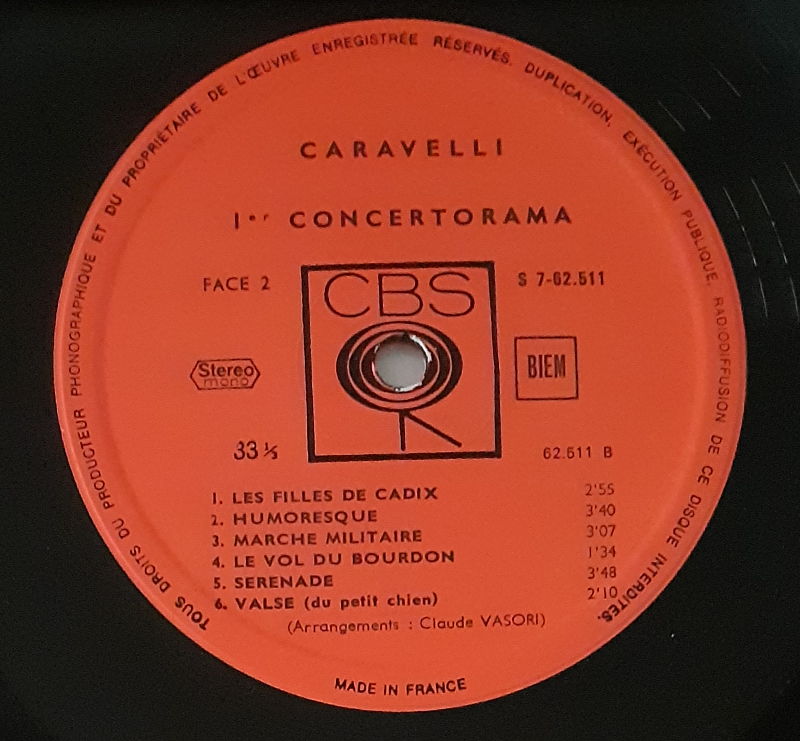 TOUS DROITS DU PRODUCTEUR PHONOGRAPHIQUE ET DU PROPRIÉTAIRE DE L'ŒUVRE ENREGISTRÉE RÉSERVÉS. DUPLICATION, EXÉCUTION PUBLIQUE, RADIODIFFUSION DE CE DISQUE INTERDITES.
CARAVELLI
1er CONCERTORAMA
FACE 2
CBS
S 7-62.511
Stereo
mono
BIEM
33 ⅓
62.511 B
1. LES FILLES DE CADIX 2'55
2. HUMORESQUE 3'40
3. MARCHE MILITAIRE 3'07
4. LE VOL DU BOURDON 1'34
5. SERENADE 3'48
6. VALSE (du petit chien) 2'10
(Arrangements : Claude VASORI)
MADE IN FRANCE